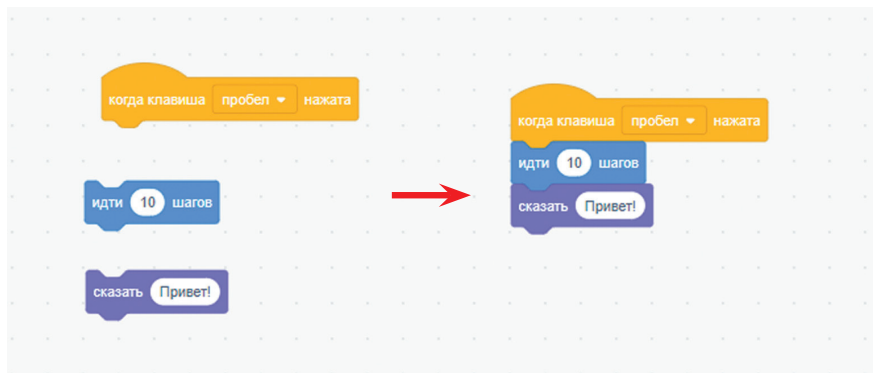 когда клавиша пробел нажата
идти 10 шагов
сказать Привет!
когда клавиша пробел нажата
идти 10 шагов
сказать Привет!